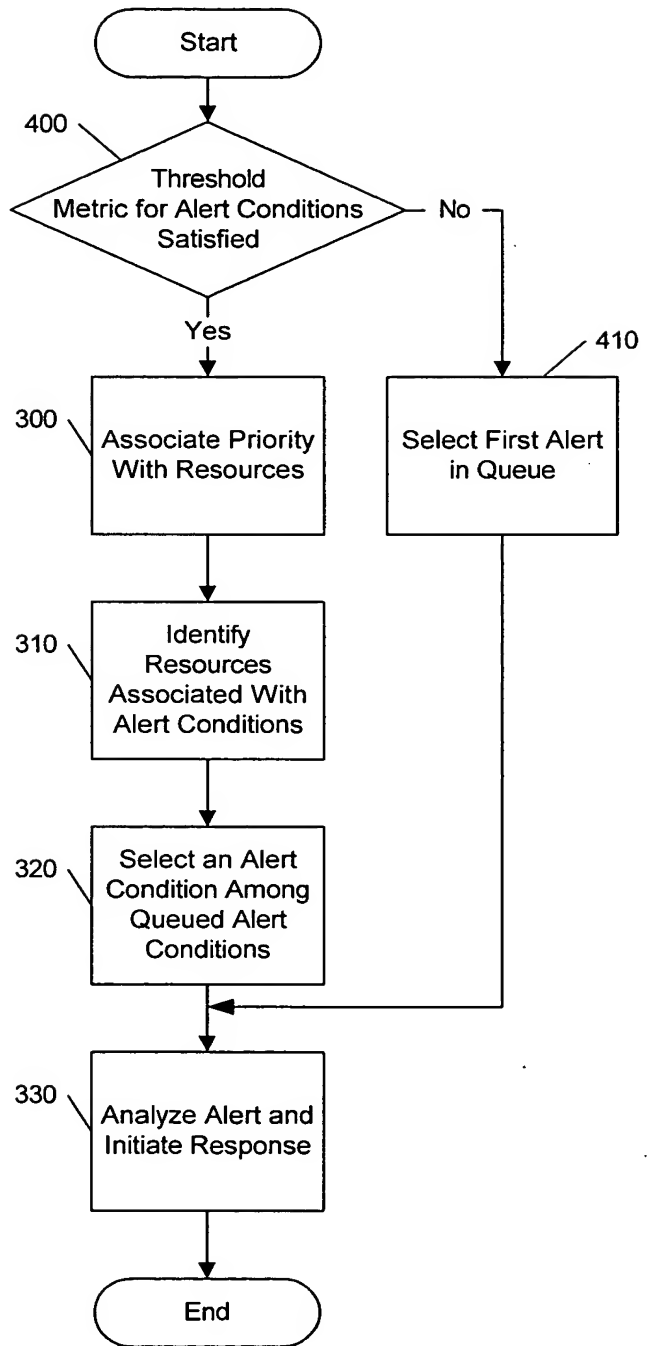 Start
400
Threshold
Metric for Alert Conditions
Satisfied
No
Yes
410
300
Associate Priority
With Resources
Select First Alert
in Queue
310
Identify
Resources
Associated With
Alert Conditions
320
Select an Alert
Condition Among
Queued Alert
Conditions
330
Analyze Alert and
Initiate Response
End